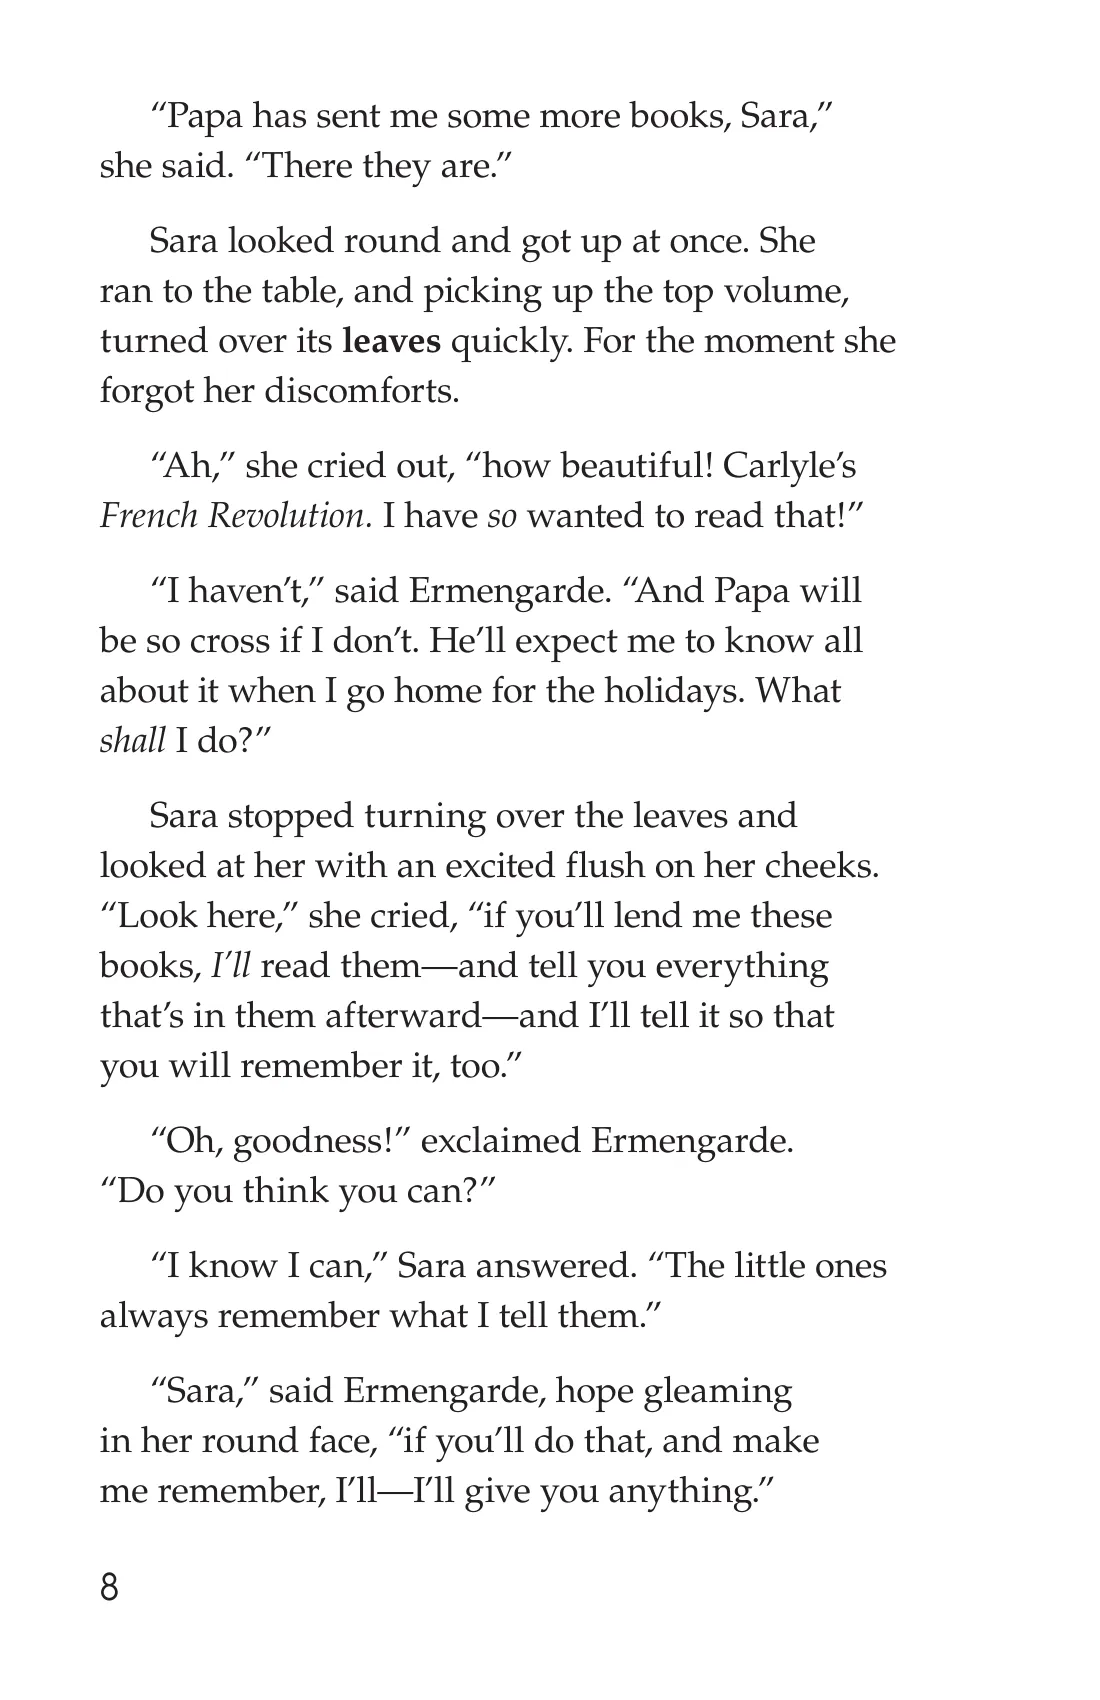 “Papa has sent me some more books, Sara,”
she said. “There they are.”
Sara looked round and got up at once. She
ran to the table, and picking up the top volume,
turned over its leaves quickly. For the moment she
forgot her discomforts.
“Ah,” she cried out, “how beautiful! Carlyle’s
French Revolution. I have so wanted to read that!”
“I haven’t,” said Ermengarde. “And Papa will
be so cross if I don’t. He’ll expect me to know all
about it when I go home for the holidays. What
shall I do?”
Sara stopped turning over the leaves and
looked at her with an excited flush on her cheeks.
“Look here,” she cried, “if you’ll lend me these
books, I’ll read them—and tell you everything
that’s in them afterward—and I’ll tell it so that
you will remember it, too.”
“Oh, goodness!” exclaimed Ermengarde.
“Do you think you can?”
“I know I can,” Sara answered. “The little ones
always remember what I tell them.”
“Sara,” said Ermengarde, hope gleaming
in her round face, “if you’ll do that, and make
me remember, I’ll—I’ll give you anything.”
8